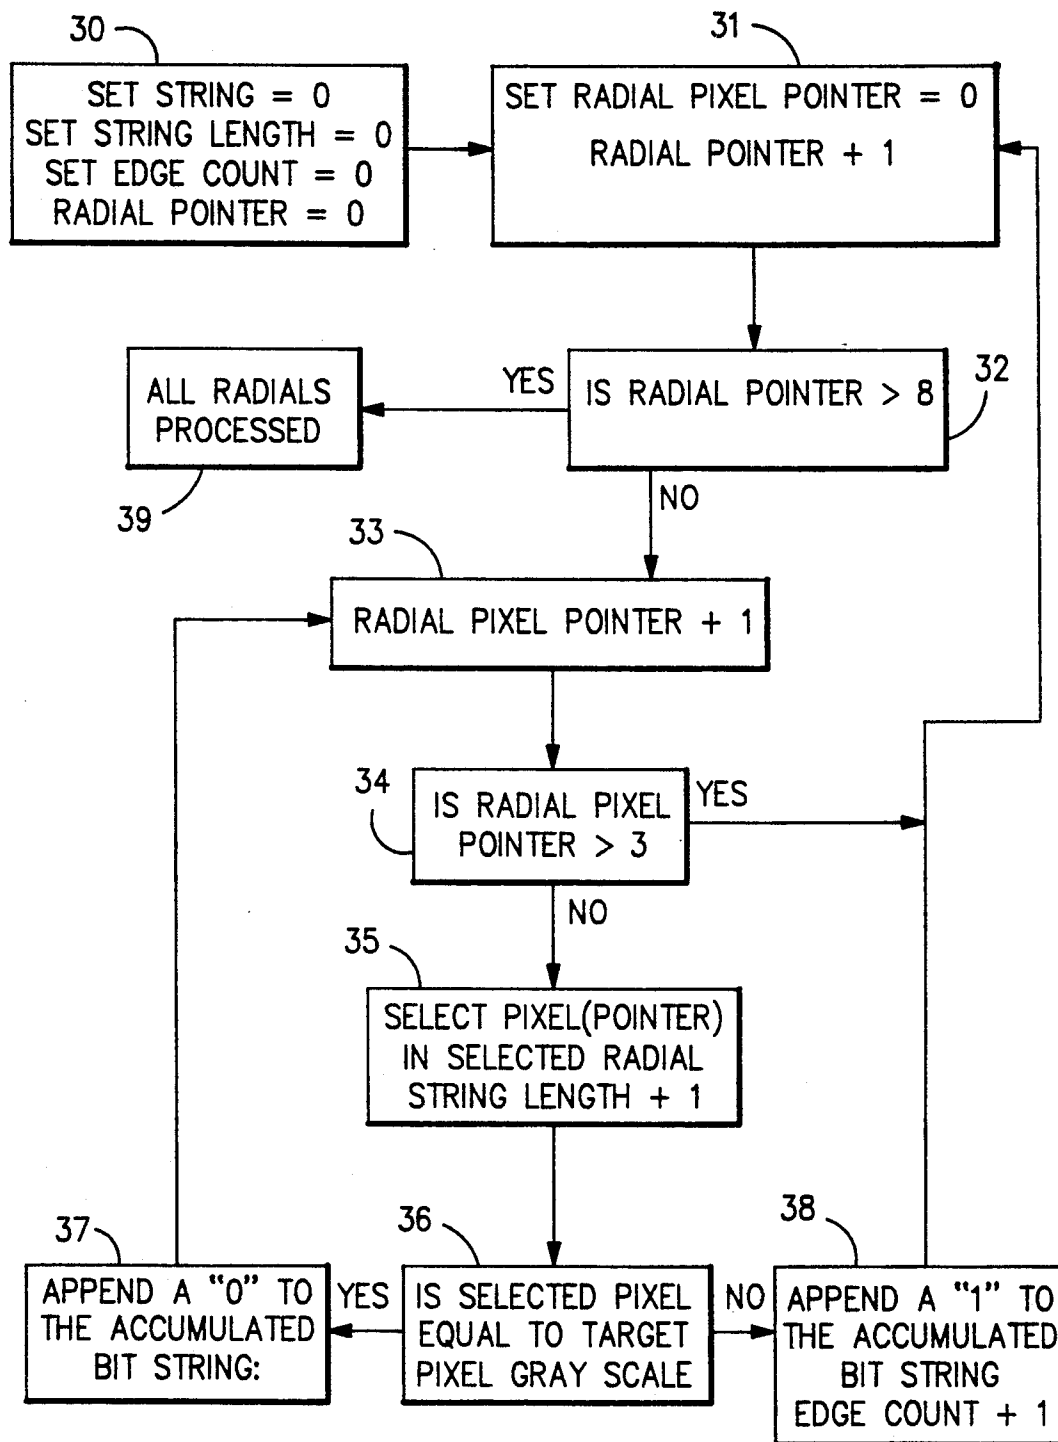 30
SET STRING = 0
SET STRING LENGTH = 0
SET EDGE COUNT = 0
RADIAL POINTER = 0
31
SET RADIAL PIXEL POINTER = 0
RADIAL POINTER + 1
32
IS RADIAL POINTER > 8
YES
NO
ALL RADIALS
PROCESSED
39
33
RADIAL PIXEL POINTER + 1
34
IS RADIAL PIXEL
POINTER > 3
YES
NO
35
SELECT PIXEL(POINTER)
IN SELECTED RADIAL
STRING LENGTH + 1
36
IS SELECTED PIXEL
EQUAL TO TARGET
PIXEL GRAY SCALE
YES
NO
37
APPEND A "0" TO
THE ACCUMULATED
BIT STRING:
38
APPEND A "1" TO
THE ACCUMULATED
BIT STRING
EDGE COUNT + 1